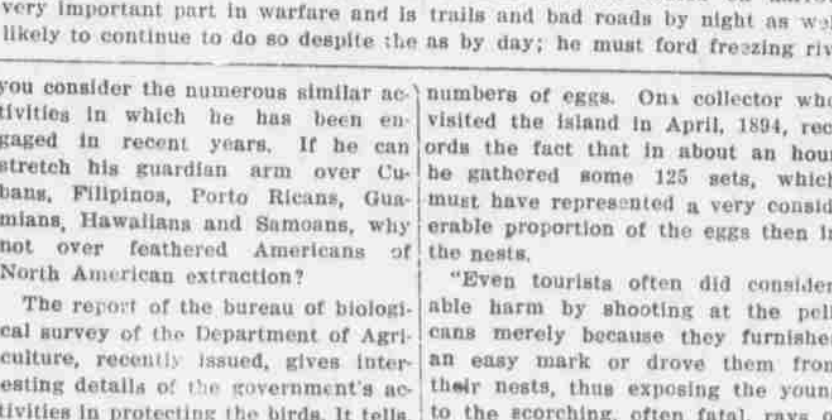 very important part in warfare and is
likely to continue to do so despite the
trails and bad roads by night as
as by day; he must ford freezing
you consider the numerous similar ac-
tivities in which he has been en-
gaged in recent years. If he can
stretch his guardian arm over Cu-
bans, Filipinos, Porto Ricans, Gua-
mians, Hawaiians and Samoans, why
not over feathered Americans of
North American extraction?
The report of the bureau of biologi-
cal survey of the Department of Agri-
culture, recently issued, gives inter-
esting details of the government's ac-
tivities in protecting the birds. It tells
numbers of eggs. One collector who
visited the island in April, 1894, rec
ords the fact that in about an hour
he gathered some 125 sets, which
must have represented a very consid
erable proportion of the eggs then in
the nests.
"Even tourists often did consider
able harm by shooting at the peli
cans merely because they furnished
an easy mark or drove them from
their nests, thus exposing the young
to the scorching, often fatal rays